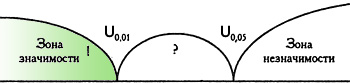 Зона
значимости
!
U0,01
?
U0,05
Зона
незначимости